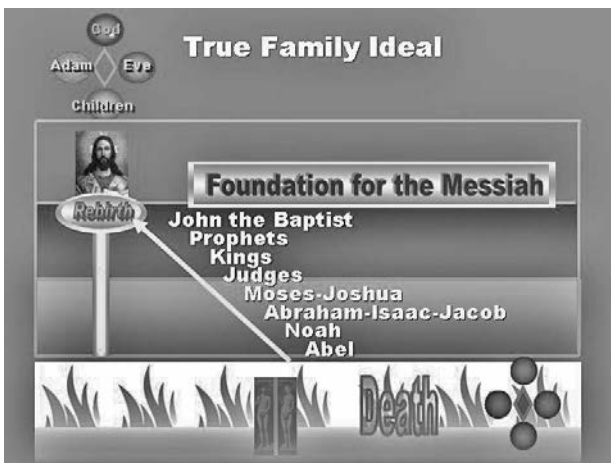 God
True Family Ideal
Adam Eve
Children
Foundation for the Messiah
Rebirth
John the Baptist
Prophets
Kings
Judges
Moses-Joshua
Abraham-Isaac-Jacob
Noah
Abel
Death